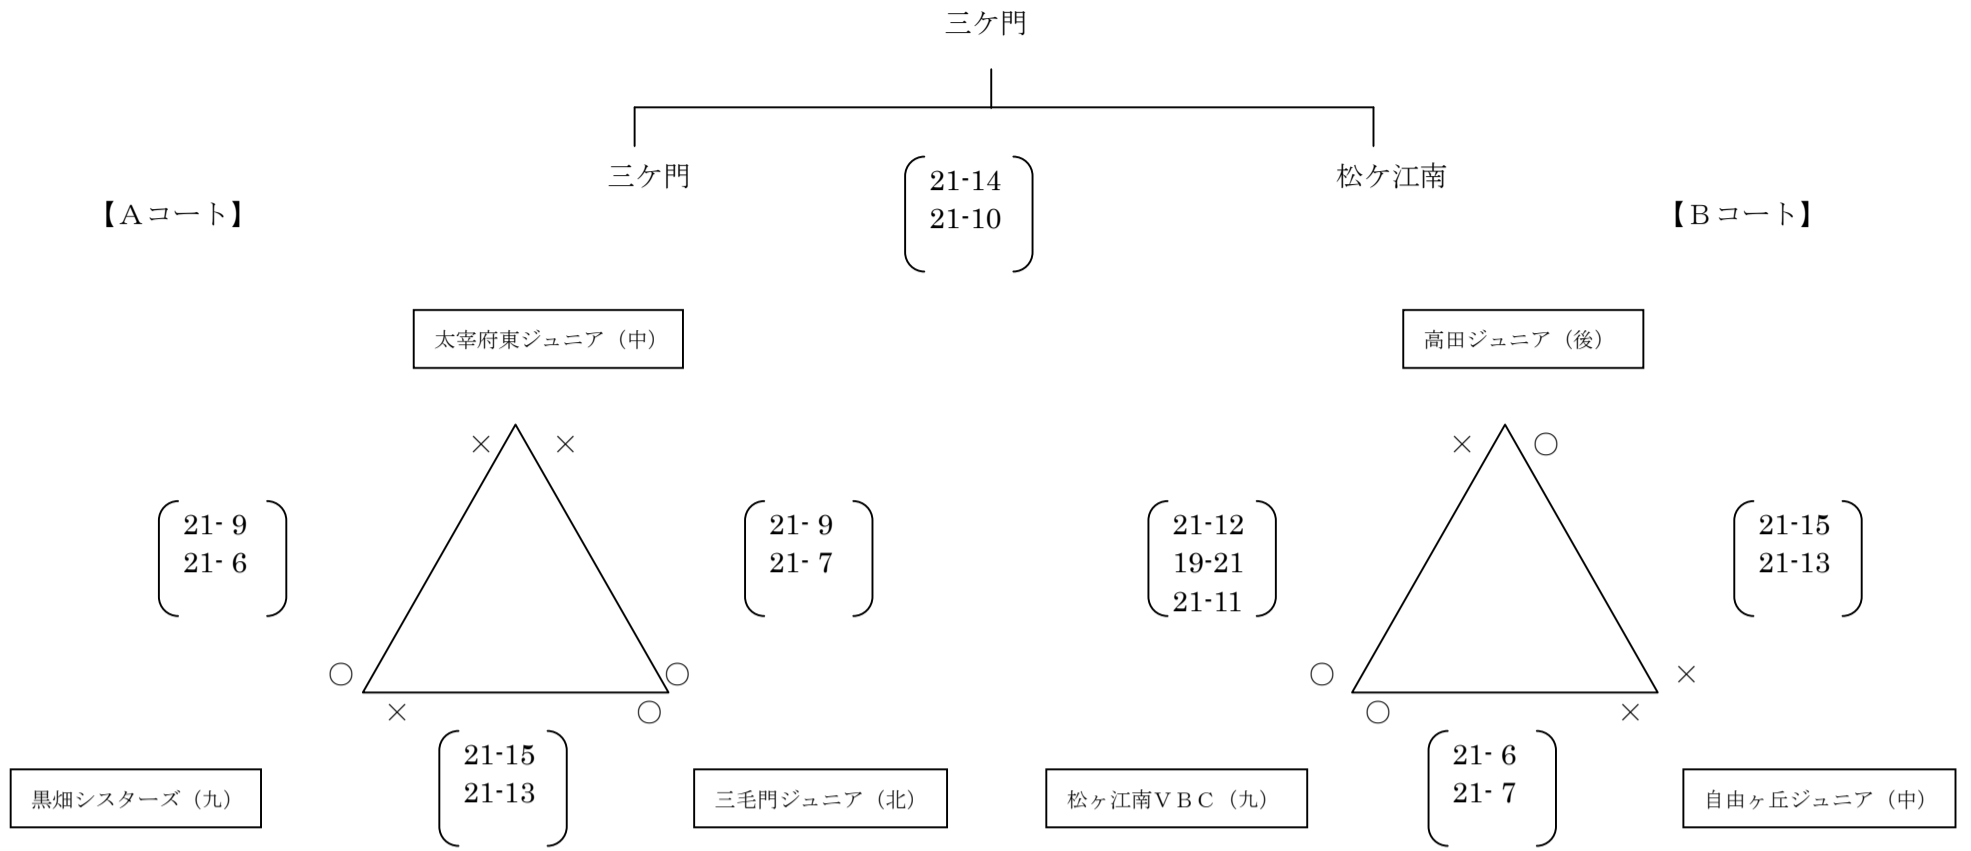 三ケ門
三ケ門
21-14
21-10
松ケ江南
【Aコート】
【Bコート】
太宰府東ジュニア（中）
高田ジュニア（後）
× ×
× ○
21- 9
21- 6
21- 9
21- 7
21-12
19-21
21-11
21-15
21-13
○ ○
× ○
○ ×
○ ×
21-15
21-13
21- 6
21- 7
黒畑シスターズ（九）
三毛門ジュニア（北）
松ヶ江南ＶＢＣ（九）
自由ヶ丘ジュニア（中）